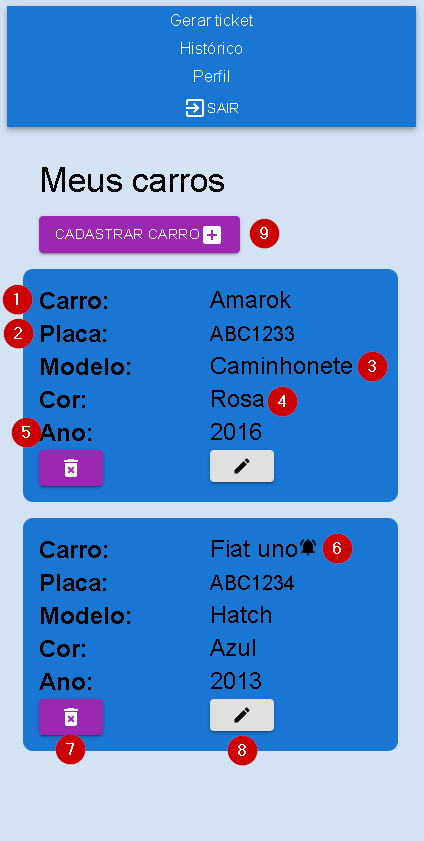 Gerar ticket
Histórico
Perfil
SAIR
Meus carros
CADASTRAR CARRO 9
1 Carro: Amarok
2 Placa: ABC1233
Modelo: Caminhonete 3
Cor: Rosa 4
5 Ano: 2016
Carro: Fiat uno 6
Placa: ABC1234
Modelo: Hatch
Cor: Azul
Ano: 2013
7 8